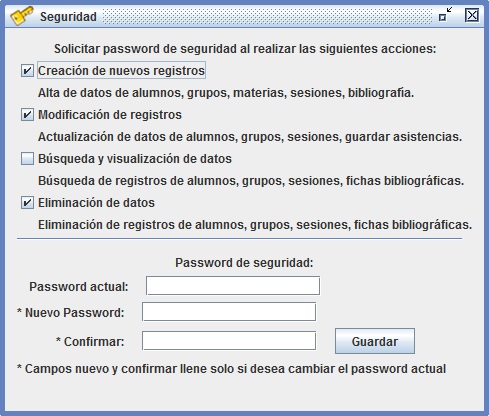 Seguridad
Solicitar password de seguridad al realizar las siguientes acciones:
Creación de nuevos registros
Alta de datos de alumnos, grupos, materias, sesiones, bibliografía.
Modificación de registros
Actualización de datos de alumnos, grupos, sesiones, guardar asistencias.
Búsqueda y visualización de datos
Búsqueda de registros de alumnos, grupos, sesiones, fichas bibliográficas.
Eliminación de datos
Eliminación de registros de alumnos, grupos, sesiones, fichas bibliográficas.
Password de seguridad:
Password actual:
* Nuevo Password:
* Confirmar:
Guardar
* Campos nuevo y confirmar llene solo si desea cambiar el password actual